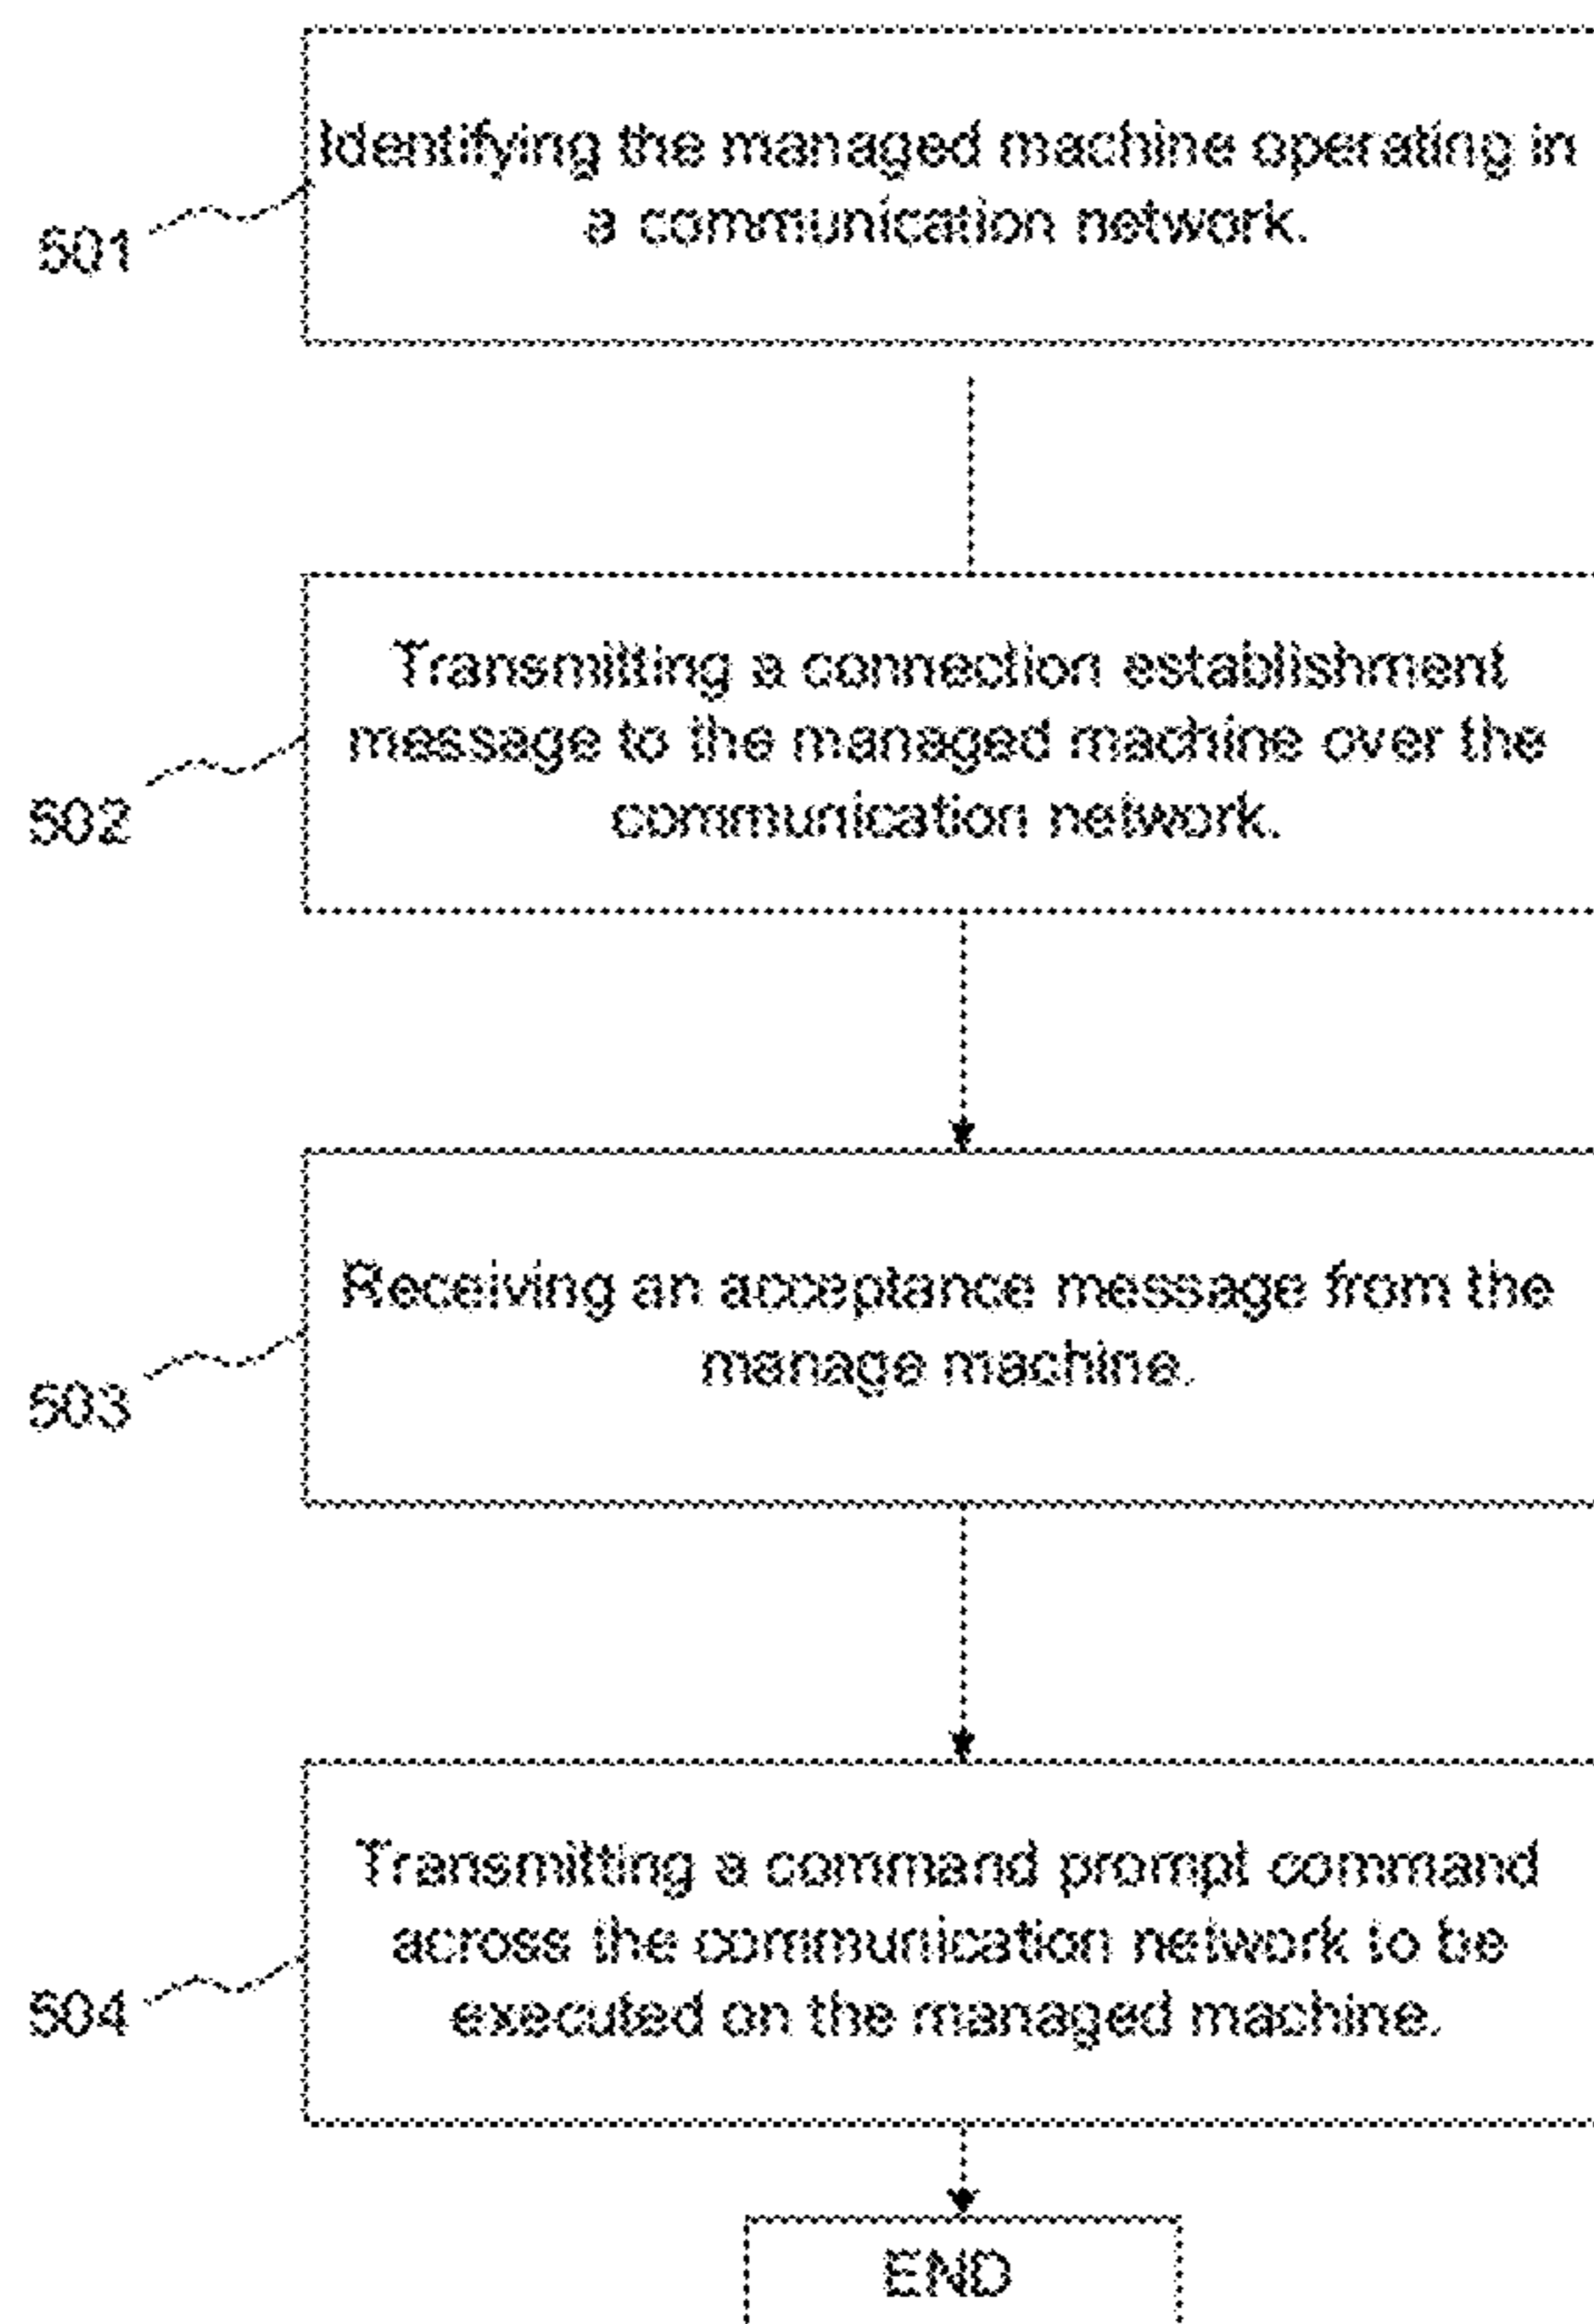 Identifying the managed machine operating in
a communication network.
501
Transmitting a connection establishment
message to the managed machine over the
communication network.
502
Receiving an acceptance message from the
manage machine.
503
Transmitting a command prompt command
across the communication network to be
executed on the managed machine.
504
END